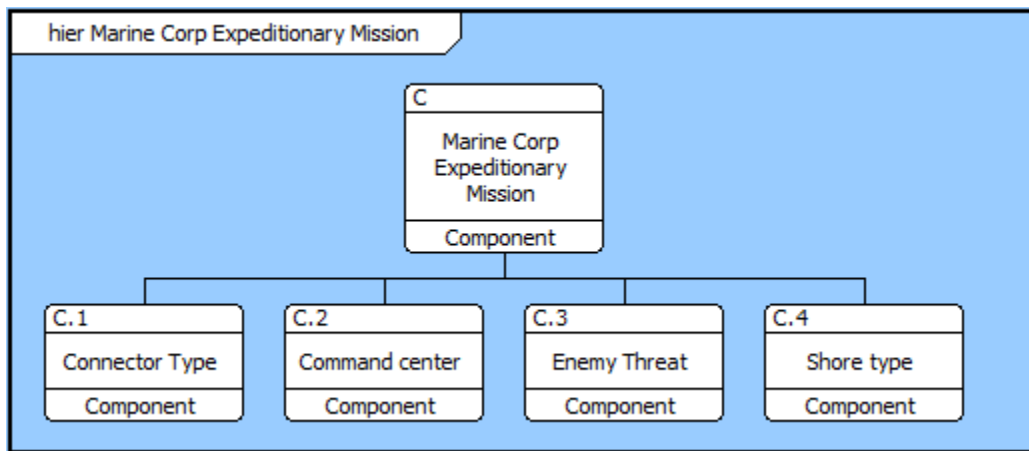 hier Marine Corp Expeditionary Mission
C
Marine Corp
Expeditionary
Mission
Component
C.1
Connector Type
Component
C.2
Command center
Component
C.3
Enemy Threat
Component
C.4
Shore type
Component